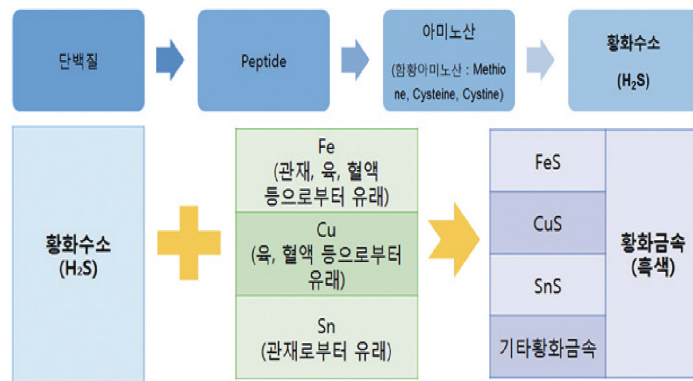 단백질
Peptide
아미노산
(함황아미노산 : Methio
ne, Cysteine, Cystine)
황화수소
(H₂S)
황화수소
(H₂S)
Fe
(관재, 육, 혈액
등으로부터 유래)
Cu
(육, 혈액 등으로부터
유래)
Sn
(관재로부터 유래)
FeS
CuS
SnS
기타황화금속
황화금속
(흑색)